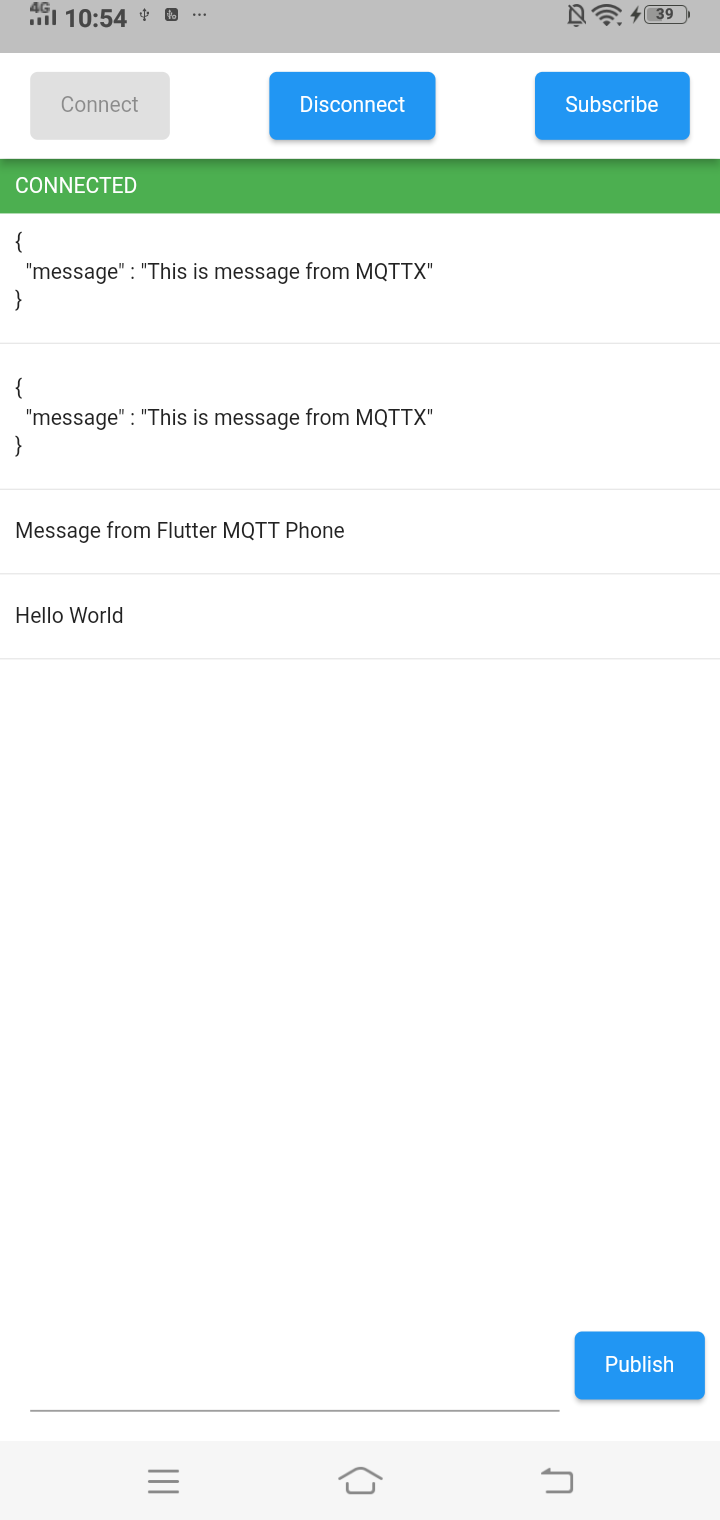 4G 10:54 39
Connect Disconnect Subscribe
CONNECTED
{
"message" : "This is message from MQTTX"
}
{
"message" : "This is message from MQTTX"
}
Message from Flutter MQTT Phone
Hello World
Publish